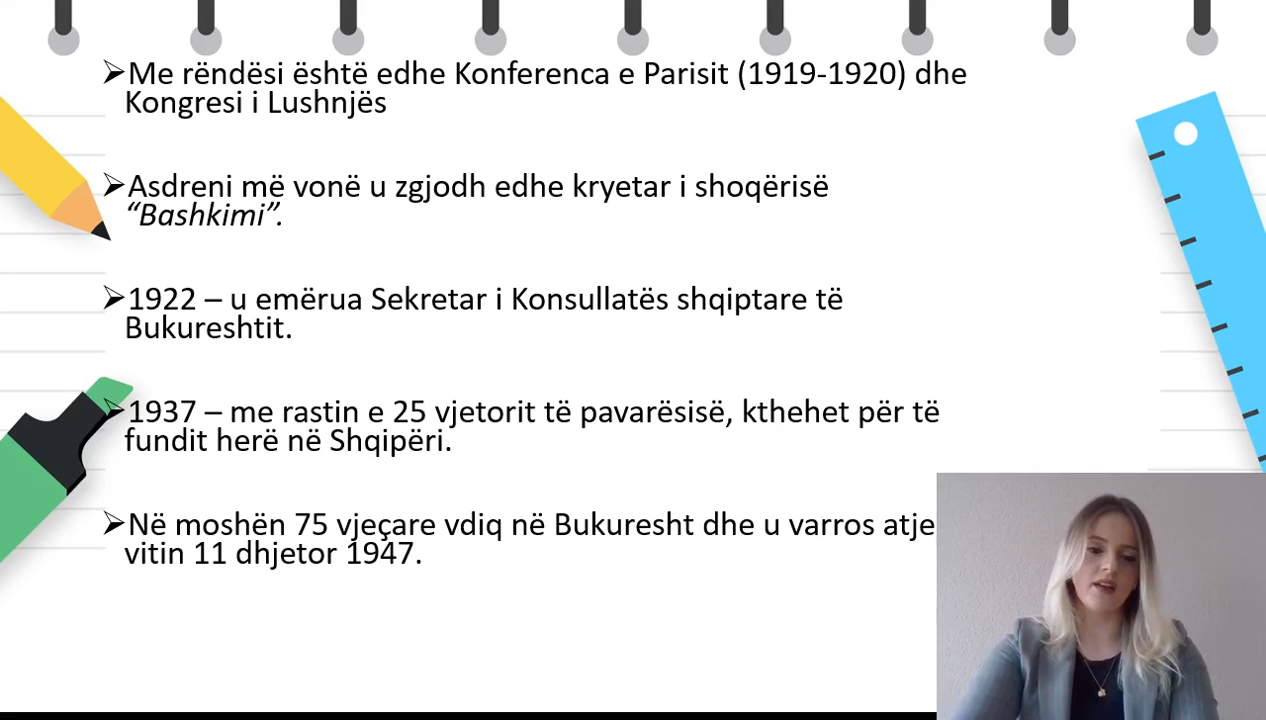 ➢Me rëndësi është edhe Konferenca e Parisit (1919-1920) dhe
Kongresi i Lushnjës
➢Asdreni më vonë u zgjodh edhe kryetar i shoqërisë
“Bashkimi”.
➢1922 – u emërua Sekretar i Konsullatës shqiptare të
Bukureshtit.
➢1937 – me rastin e 25 vjetorit të pavarësisë, kthehet për të
fundit herë në Shqipëri.
➢Në moshën 75 vjeçare vdiq në Bukuresht dhe u varros atje
vitin 11 dhjetor 1947.